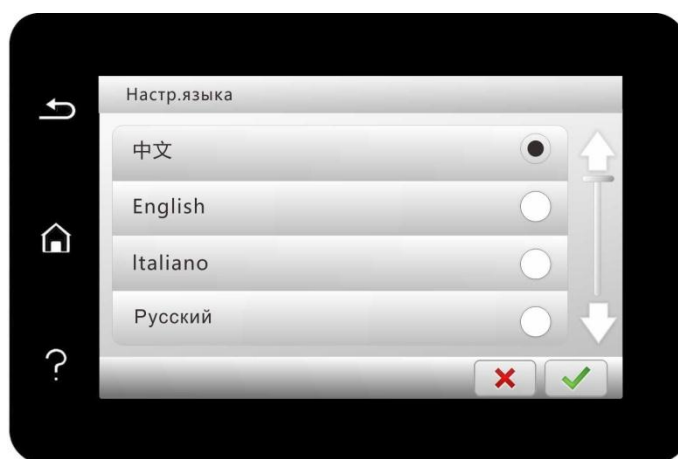 Настр.языка
中文
English
Italiano
Русский
?